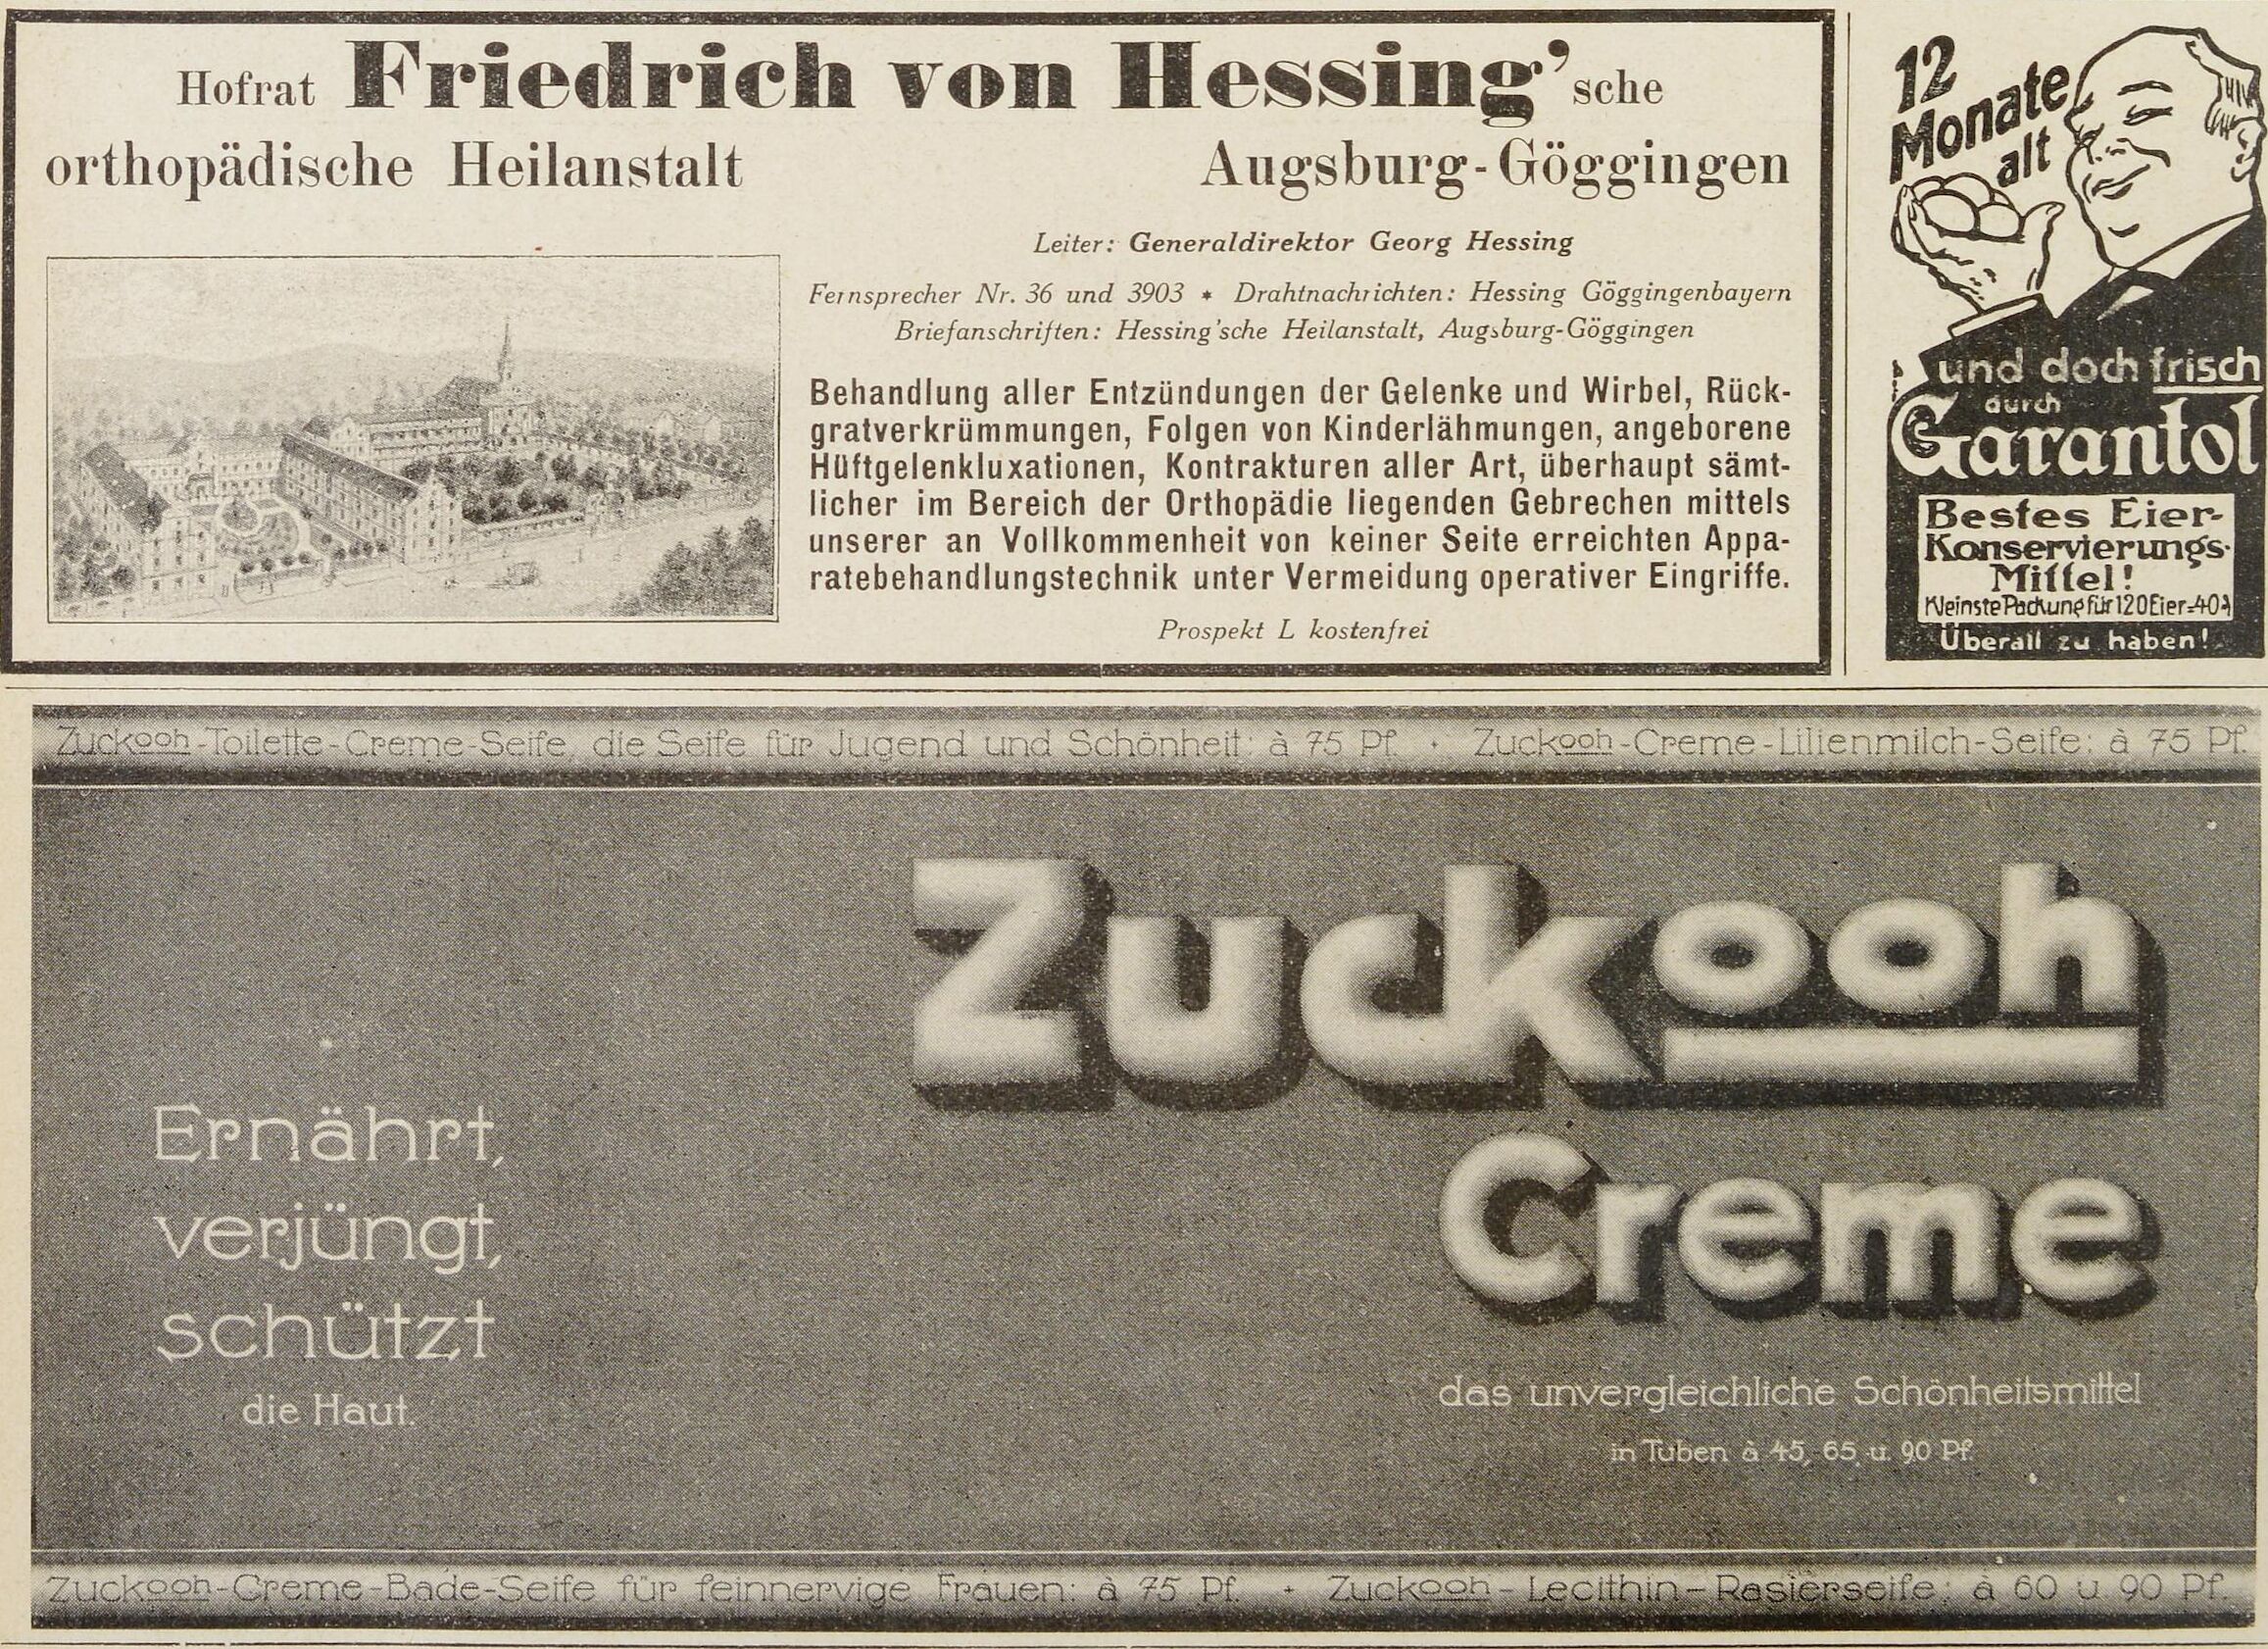 Hofrat Friedrich von Hessing'sche
orthopädische Heilanstalt Augsburg-Göggingen
Leiter: Generaldirektor Georg Hessing
Fernsprecher Nr. 36 und 3903 * Drahtnachrichten: Hessing Göggingenbayern
Briefanschriften: Hessing'sche Heilanstalt, Augsburg-Göggingen
Behandlung aller Entzündungen der Gelenke und Wirbel, Rück-
gratverkrümmungen, Folgen von Kinderlähmungen, angeborene
Hüftgelenkluxationen, Kontrakturen aller Art, überhaupt sämt-
licher im Bereich der Orthopädie liegenden Gebrechen mittels
unserer an Vollkommenheit von keiner Seite erreichten Appa-
ratebehandlungstechnik unter Vermeidung operativer Eingriffe.
Prospekt L kostenfrei
12
Monate
alt
und doch frisch
durch
Garantol
Bestes Eier-
Konservierungs-
Mittel!
Kleinste Packung für 120 Eier=40₰
Überall zu haben!
Zuckooh-Toilette-Creme-Seife, die Seife für Jugend und Schönheit: à 75 Pf. · Zuckooh-Creme-Lilienmilch-Seife: à 75 Pf.
Zuckooh
Creme
Ernährt,
verjüngt,
schützt
die Haut.
das unvergleichliche Schönheitsmittel
in Tuben à 45, 65 u. 90 Pf.
Zuckooh-Creme-Bade-Seife für feinnervige Frauen: à 75 Pf. · Zuckooh-Lecithin-Rasierseife: à 60 u. 90 Pf.